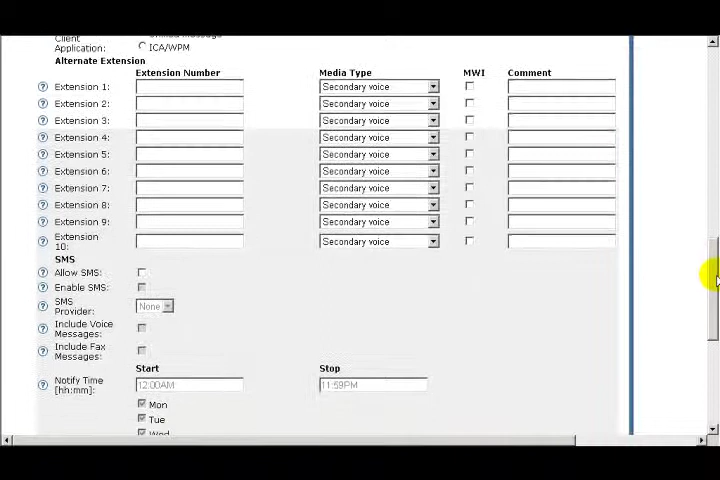 Client
Application:
ICA/WPM
Alternate Extension
Extension Number Media Type MWI Comment
Extension 1: Secondary voice
Extension 2: Secondary voice
Extension 3: Secondary voice
Extension 4: Secondary voice
Extension 5: Secondary voice
Extension 6: Secondary voice
Extension 7: Secondary voice
Extension 8: Secondary voice
Extension 9: Secondary voice
Extension
10: Secondary voice
SMS
Allow SMS:
Enable SMS:
SMS
Provider: None
Include Voice
Messages:
Include Fax
Messages:
Start Stop
Notify Time
[hh:mm]: 12:00AM 11:59PM
Mon
Tue
Wed